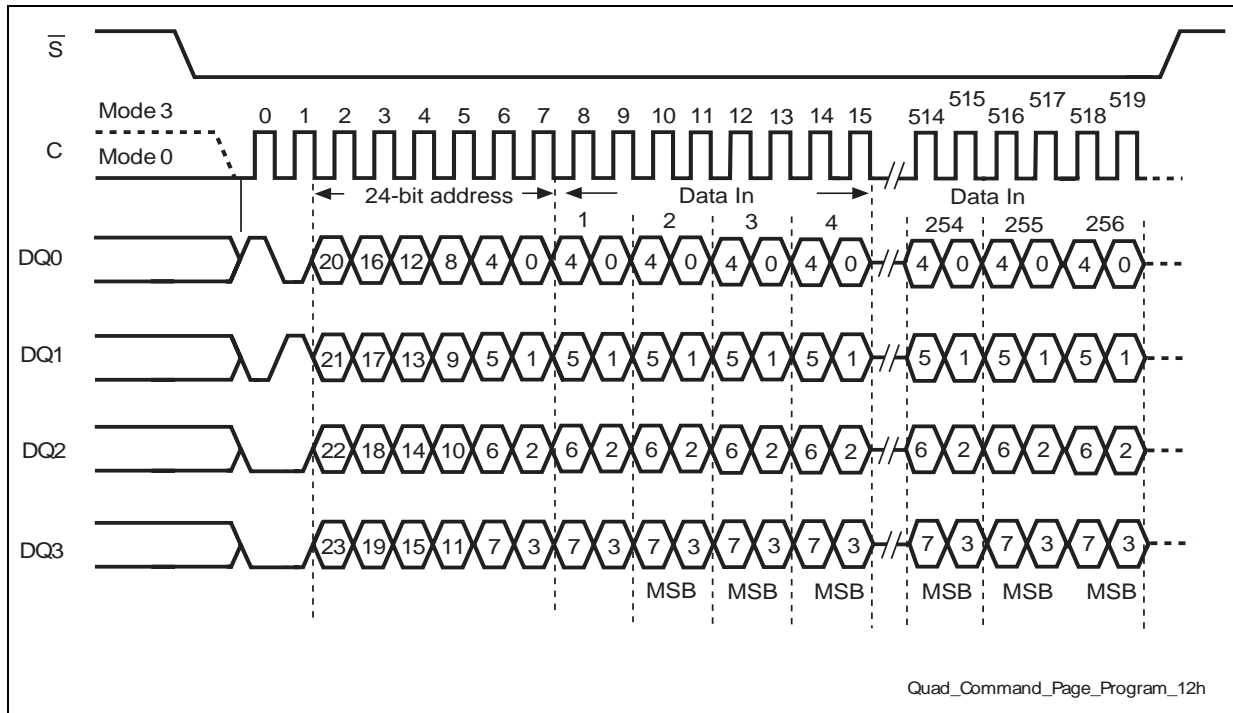 S
Mode 3
C
Mode 0
0 1 2 3 4 5 6 7 8 9 10 11 12 13 14 15 514 515 516 517 518 519
24-bit address Data In Data In
1 2 3 4 254 255 256
DQ0 20 16 12 8 4 0 4 0 4 0 4 0 4 0 4 0 4 0 4 0
DQ1 21 17 13 9 5 1 5 1 5 1 5 1 5 1 5 1 5 1 5 1
DQ2 22 18 14 10 6 2 6 2 6 2 6 2 6 2 6 2 6 2 6 2
DQ3 23 19 15 11 7 3 7 3 7 3 7 3 7 3 7 3 7 3 7 3
MSB MSB MSB MSB MSB MSB
Quad_Command_Page_Program_12h